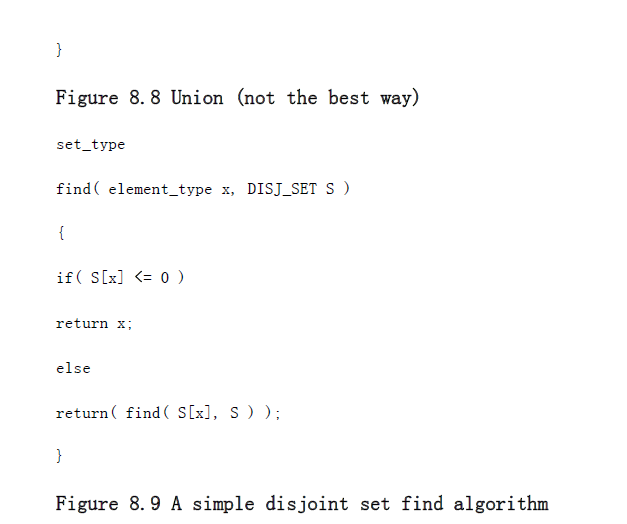 }
Figure 8.8 Union (not the best way)
set_type
find( element_type x, DISJ_SET S )
{
if( S[x] <= 0 )
return x;
else
return( find( S[x], S ) );
}
Figure 8.9 A simple disjoint set find algorithm